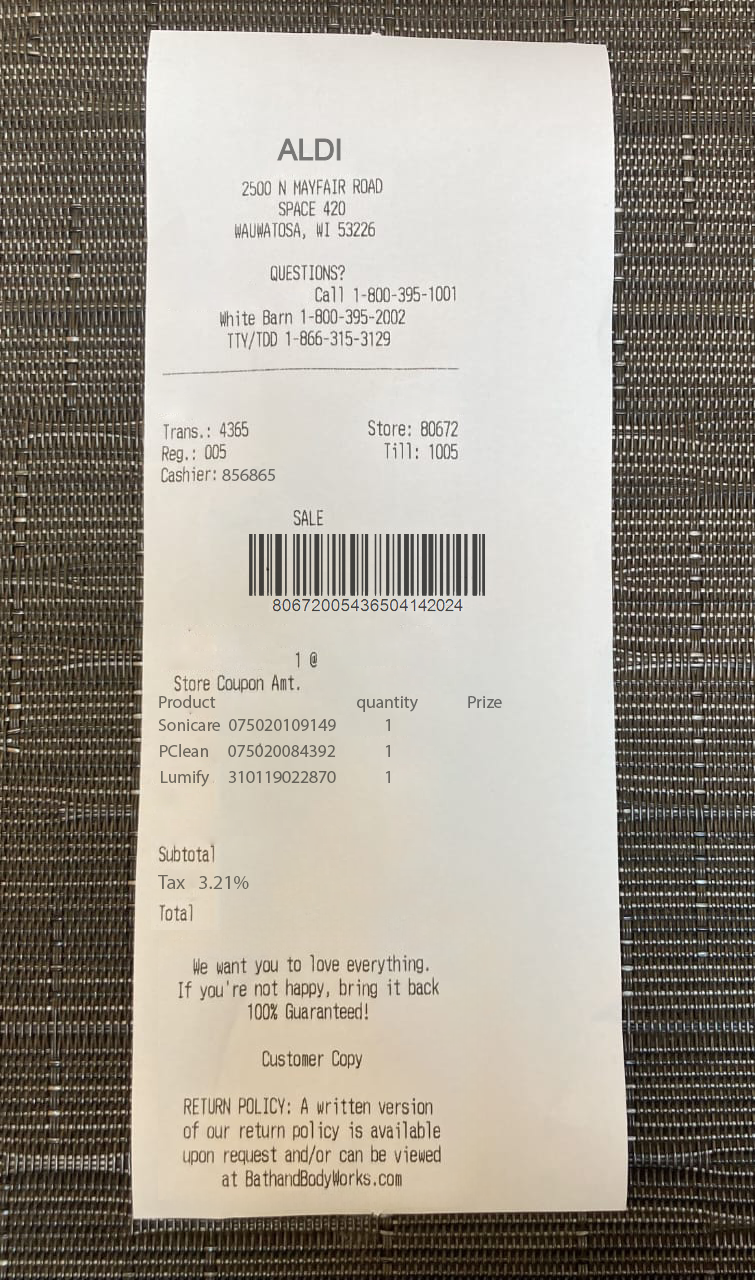 ALDI
2500 N MAYFAIR ROAD
SPACE 420
WAUWATOSA, WI 53226
QUESTIONS?
Call 1-800-395-1001
White Barn 1-800-395-2002
TTY/TDD 1-866-315-3129
Trans.: 4365 Store: 80672
Reg.: 005 Till: 1005
Cashier: 856865
SALE
80672005436504142024
1 @
Store Coupon Amt.
Product quantity Prize
Sonicare 075020109149 1
PClean 075020084392 1
Lumify 310119022870 1
Subtotal
Tax 3.21%
Total
We want you to love everything.
If you're not happy, bring it back
100% Guaranteed!
Customer Copy
RETURN POLICY: A written version
of our return policy is available
upon request and/or can be viewed
at BathandBodyWorks.com